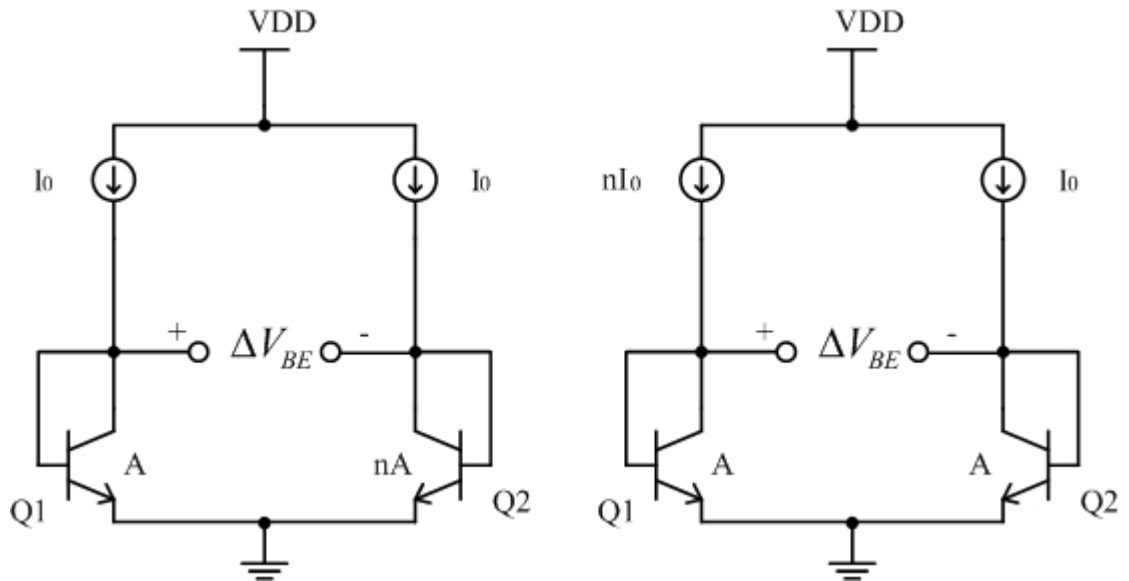 VDD VDD
I0 I0 nI0 I0
+ ΔVBE - + ΔVBE -
A nA A A
Q1 Q2 Q1 Q2